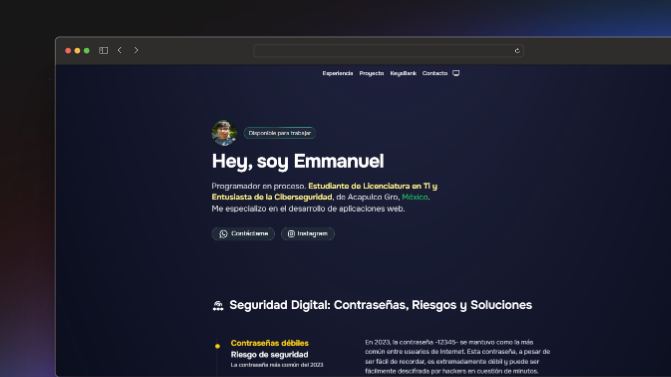 Experiencia Proyecto KeysBank Contacto
Disponible para trabajar
Hey, soy Emmanuel
Programador en proceso. Estudiante de Licenciatura en TI y
Entusiasta de la Ciberseguridad, de Acapulco Gro, México.
Me especializo en el desarrollo de aplicaciones web.
Contáctame Instagram
Seguridad Digital: Contraseñas, Riesgos y Soluciones
Contraseñas débiles
Riesgo de seguridad
La contraseña más común del 2023
En 2023, la contraseña -12345- se mantuvo como la más
común entre usuarios de Internet. Esta contraseña, a pesar de
ser fácil de recordar, es extremadamente débil y puede ser
fácilmente descifrada por hackers en cuestión de minutos.